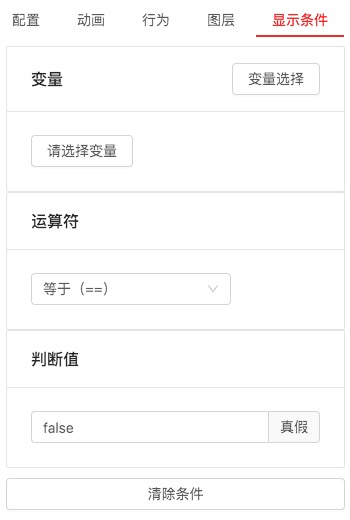 配置 动画 行为 图层 显示条件
变量 变量选择
请选择变量
运算符
等于（==）
判断值
false 真假
清除条件